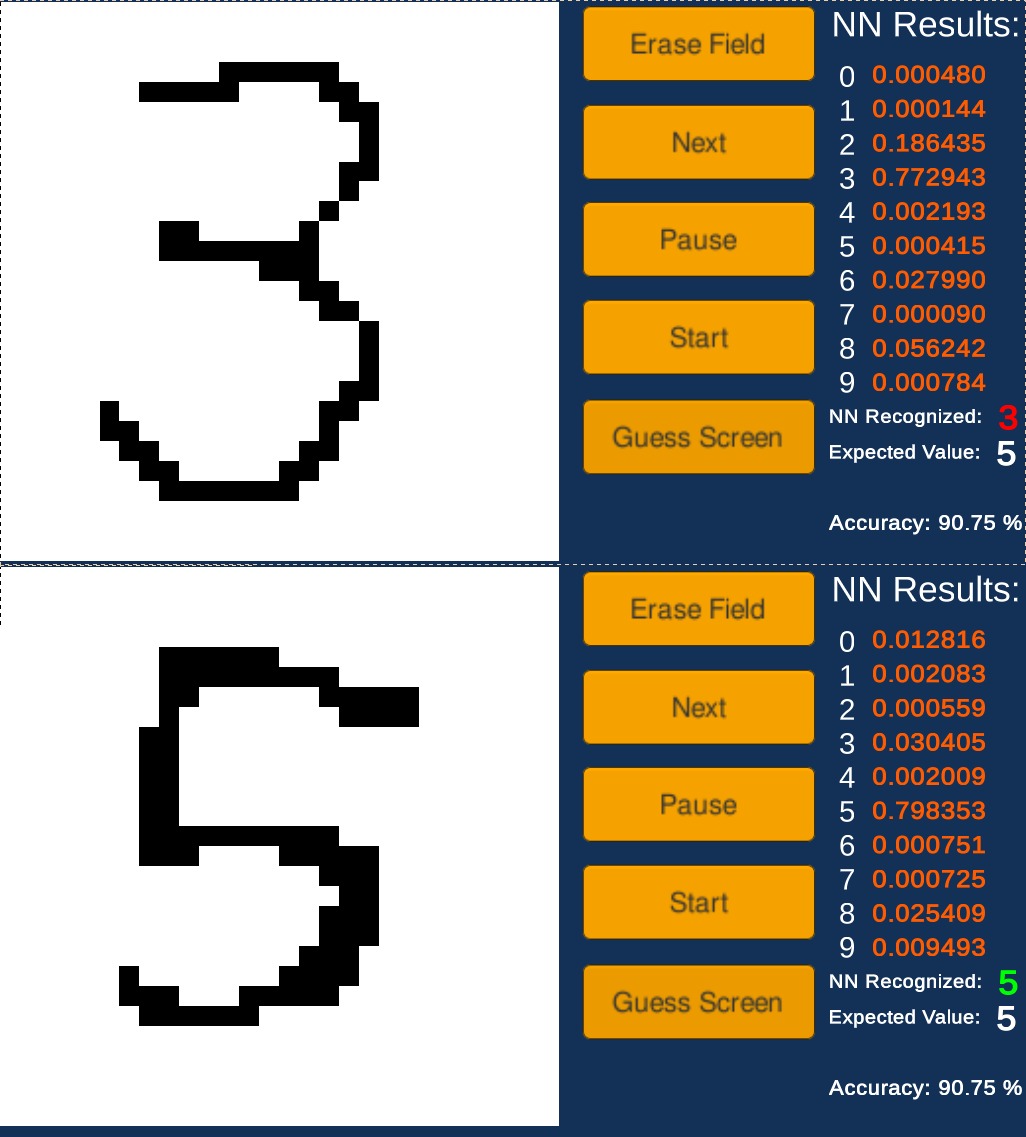 3
Erase Field
Next
Pause
Start
Guess Screen
NN Results:
0 0.000480
1 0.000144
2 0.186435
3 0.772943
4 0.002193
5 0.000415
6 0.027990
7 0.000090
8 0.056242
9 0.000784
NN Recognized: 3
Expected Value: 5
Accuracy: 90.75 %
5
Erase Field
Next
Pause
Start
Guess Screen
NN Results:
0 0.012816
1 0.002083
2 0.000559
3 0.030405
4 0.002009
5 0.798353
6 0.000751
7 0.000725
8 0.025409
9 0.009493
NN Recognized: 5
Expected Value: 5
Accuracy: 90.75 %